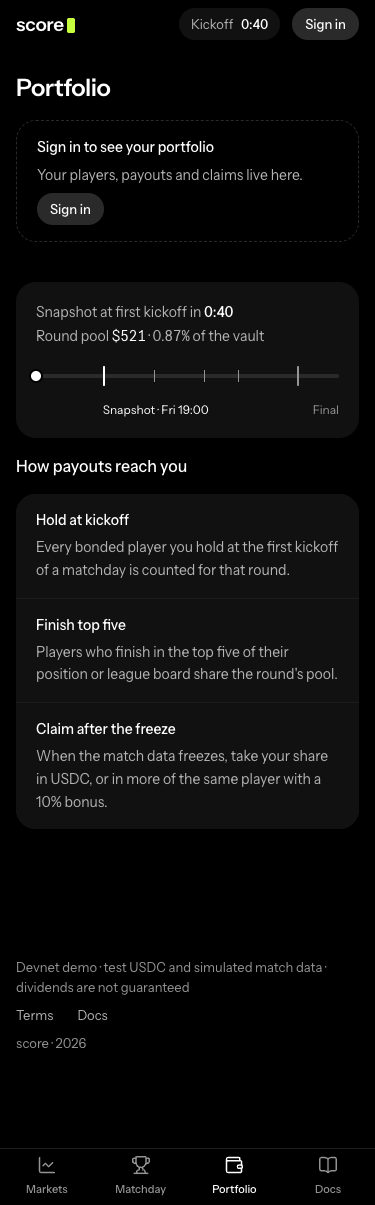 score
Kickoff 0:40
Sign in
Portfolio
Sign in to see your portfolio
Your players, payouts and claims live here.
Sign in
Snapshot at first kickoff in 0:40
Round pool $521 · 0.87% of the vault
Snapshot · Fri 19:00
Final
How payouts reach you
Hold at kickoff
Every bonded player you hold at the first kickoff
of a matchday is counted for that round.
Finish top five
Players who finish in the top five of their
position or league board share the round's pool.
Claim after the freeze
When the match data freezes, take your share
in USDC, or in more of the same player with a
10% bonus.
Devnet demo · test USDC and simulated match data ·
dividends are not guaranteed
Terms Docs
score · 2026
Markets Matchday Portfolio Docs